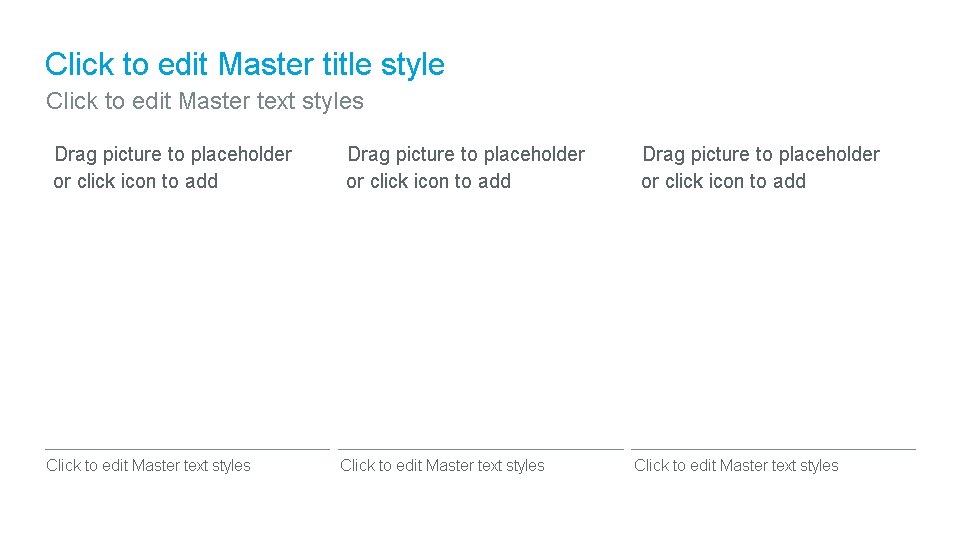 Click to edit Master title style
Click to edit Master text styles
Drag picture to placeholder
or click icon to add
Drag picture to placeholder
or click icon to add
Drag picture to placeholder
or click icon to add
Click to edit Master text styles
Click to edit Master text styles
Click to edit Master text styles